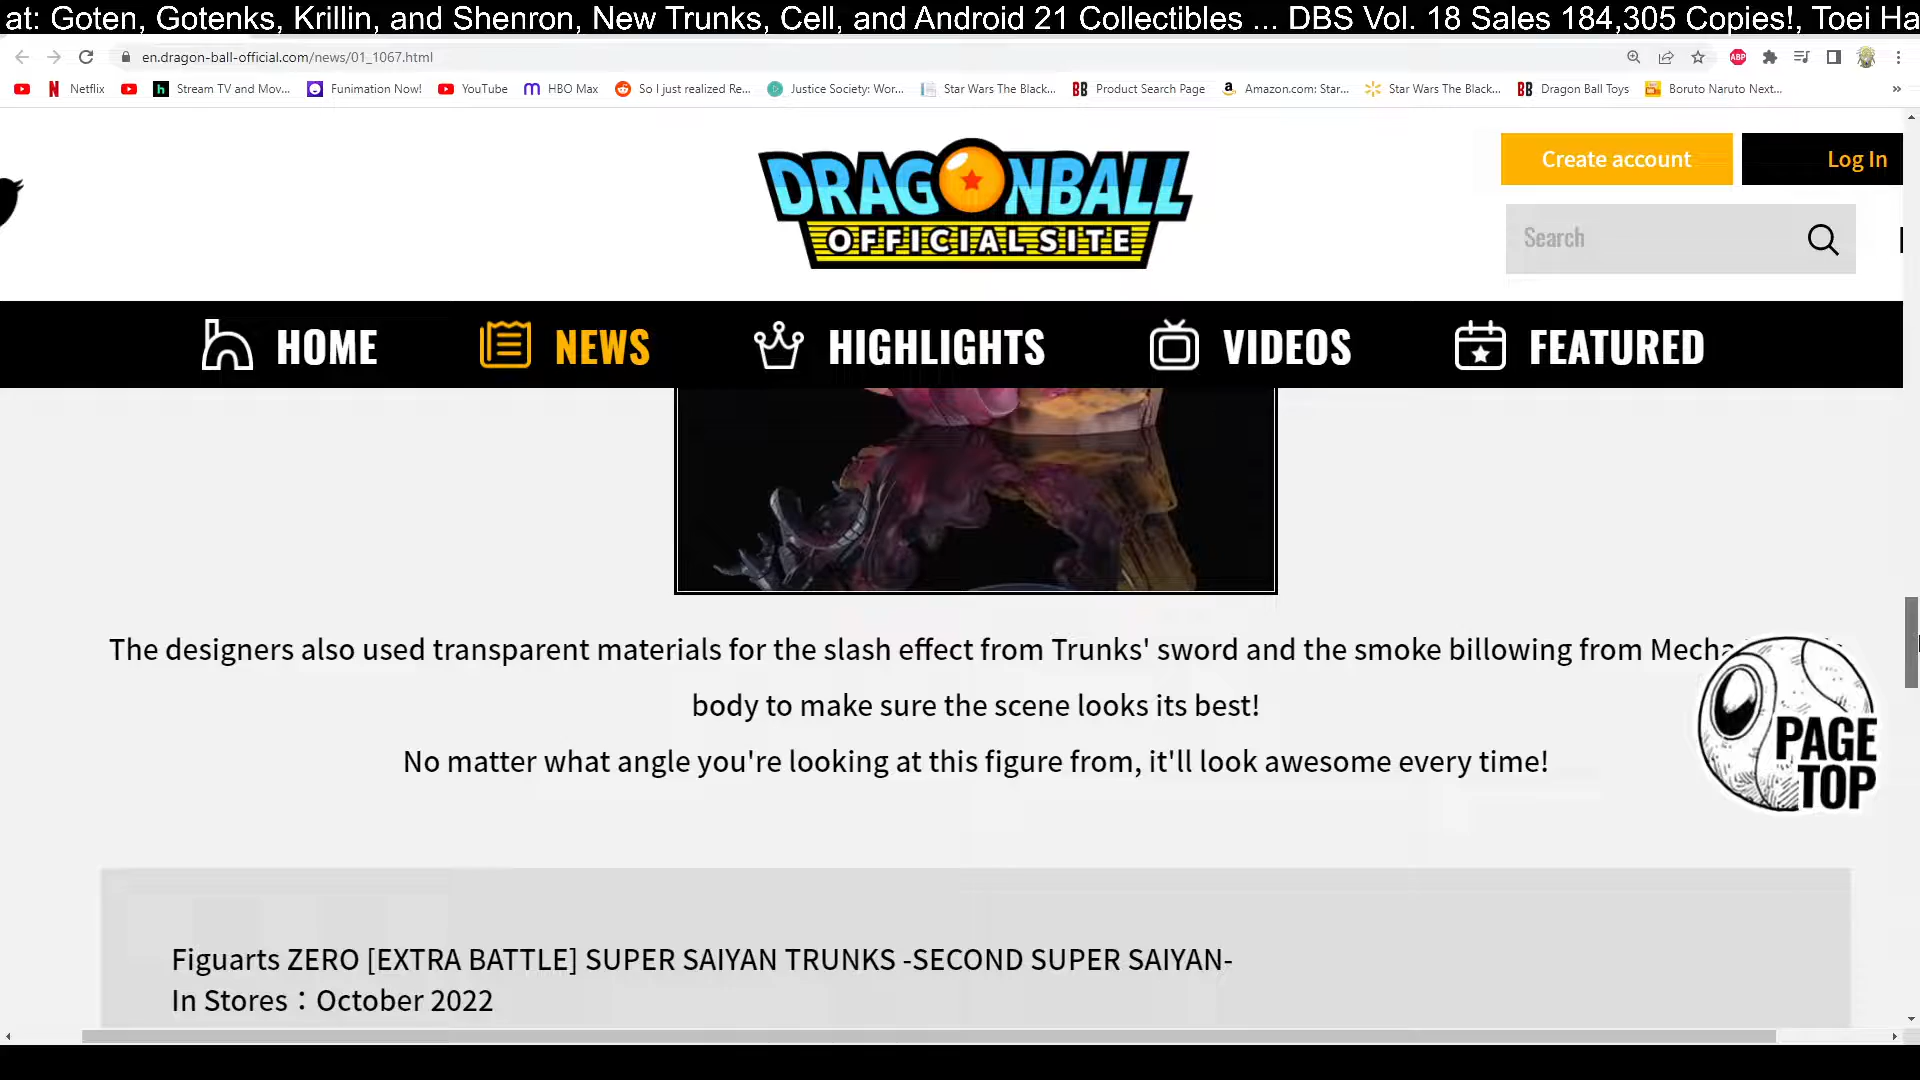 at: Goten, Gotenks, Krillin, and Shenron, New Trunks, Cell, and Android 21 Collectibles ... DBS Vol. 18 Sales 184,305 Copies!, Toei Ha
en.dragon-ball-official.com/news/01_1067.html
ABP
Netflix
h Stream TV and Mov...
Funimation Now!
YouTube
HBO Max
So I just realized Re...
Justice Society: Wor...
Star Wars The Black...
BB Product Search Page
Amazon.com: Star...
Star Wars The Black...
BB Dragon Ball Toys
Boruto Naruto Next...
»
DRAGONBALL
OFFICIAL SITE
Create account
Log In
Search
HOME
NEWS
HIGHLIGHTS
VIDEOS
FEATURED
The designers also used transparent materials for the slash effect from Trunks' sword and the smoke billowing from Mecha
body to make sure the scene looks its best!
No matter what angle you're looking at this figure from, it'll look awesome every time!
PAGE
TOP
Figuarts ZERO [EXTRA BATTLE] SUPER SAIYAN TRUNKS -SECOND SUPER SAIYAN-
In Stores：October 2022